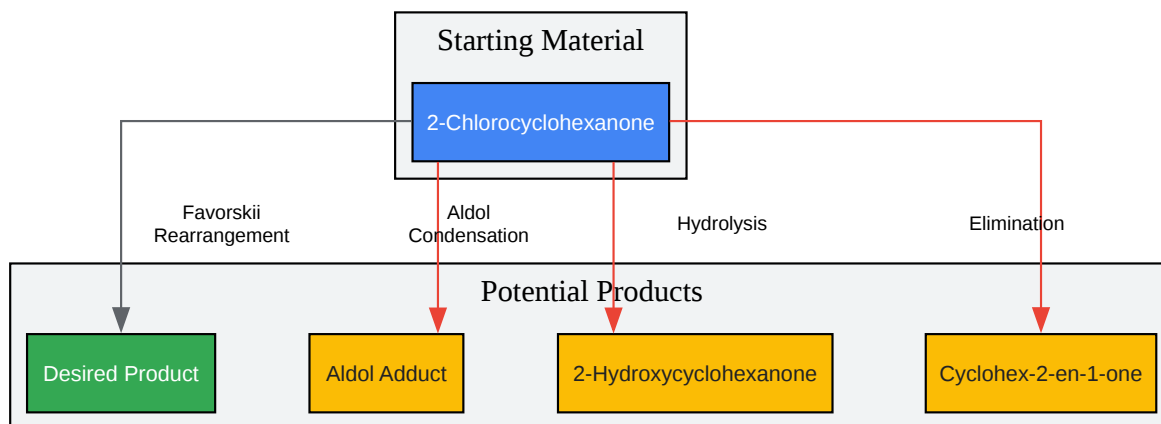 Starting Material
2-Chlorocyclohexanone
Favorskii
Rearrangement
Aldol
Condensation
Hydrolysis
Elimination
Potential Products
Desired Product
Aldol Adduct
2-Hydroxycyclohexanone
Cyclohex-2-en-1-one